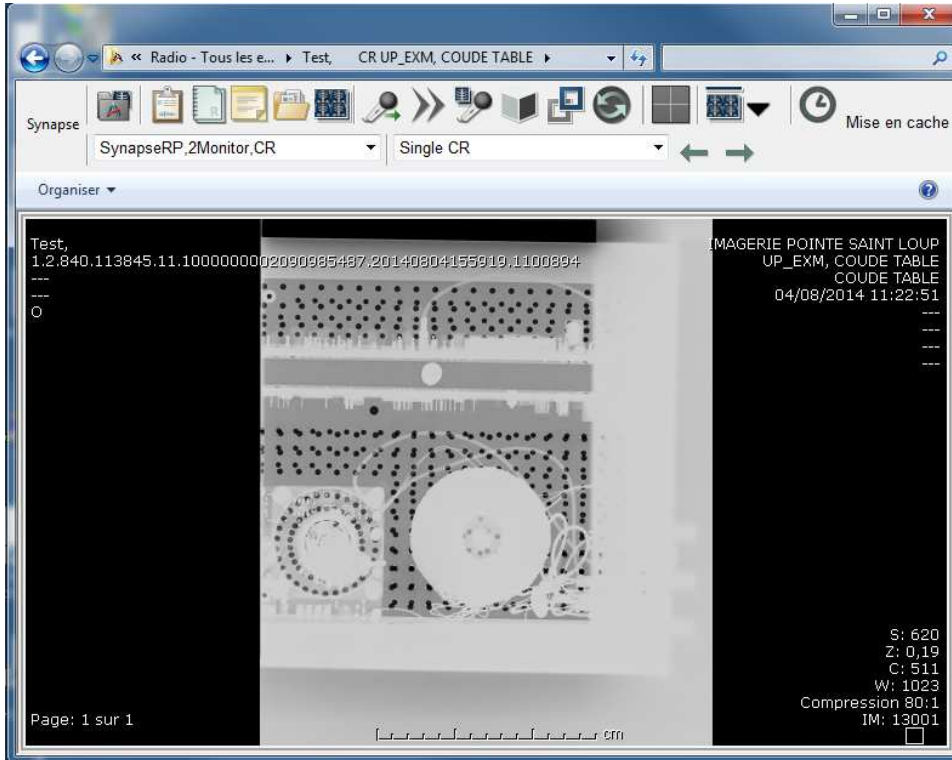 « Radio - Tous les e... ▸ Test, CR UP_EXM, COUDE TABLE ▸
Synapse
Mise en cache
SynapseRP,2Monitor,CR
Single CR
Organiser
Test,
1.2.840.113845.11.1000000002090985487.20140804155919.1100894
---
---
O
IMAGERIE POINTE SAINT LOUP
UP_EXM, COUDE TABLE
COUDE TABLE
04/08/2014 11:22:51
---
---
---
---
S: 620
Z: 0,19
C: 511
W: 1023
Compression 80:1
IM: 13001
Page: 1 sur 1
cm